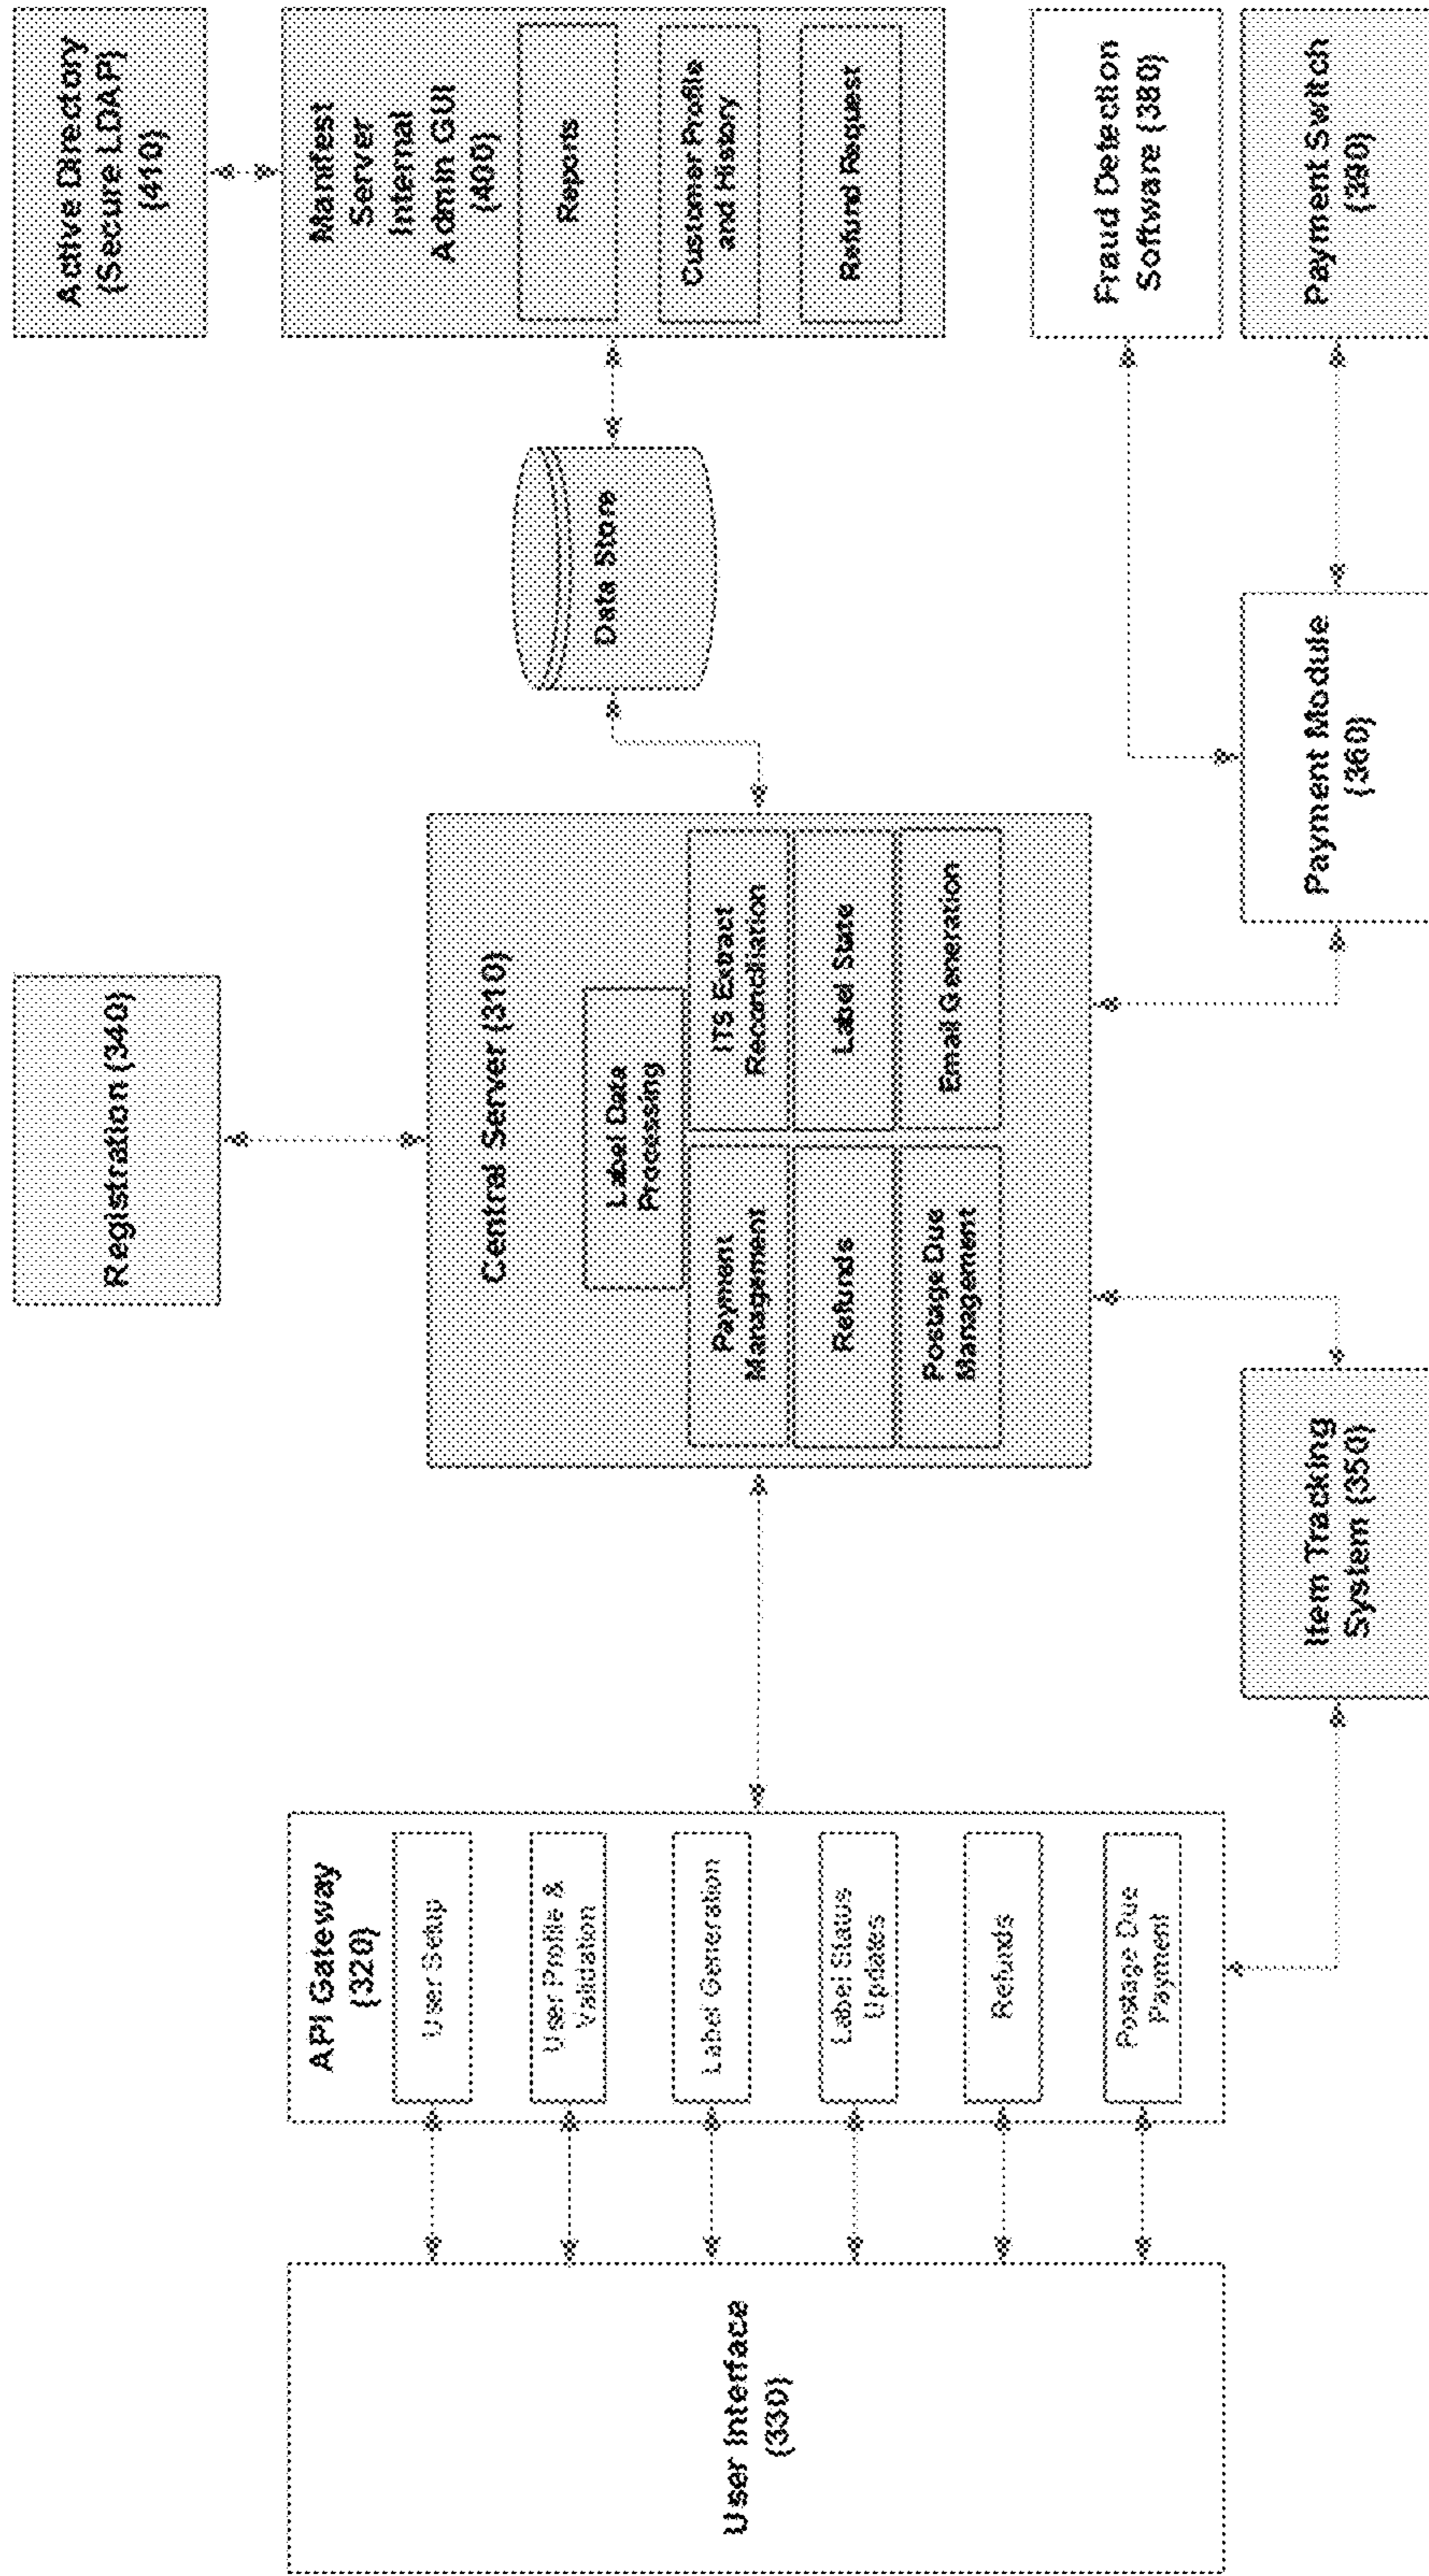 User Interface
(330)
API Gateway
(320)
User Setup
User Profile &
Validation
Label Generation
Label Status
Updates
Refunds
Postage Due
Payment
Registration (340)
Central Server (310)
Label Data
Processing
Payment
Management
ITS Extract
Reconciliation
Refunds
Label State
Postage Due
Management
Email Generation
Item Tracking
System (350)
Data Store
Active Directory
(Secure LDAP)
(410)
Manifest
Server
Internal
Admin GUI
(400)
Reports
Customer Profile
and History
Refund Request
Payment Module
(360)
Fraud Detection
Software (380)
Payment Switch
(390)